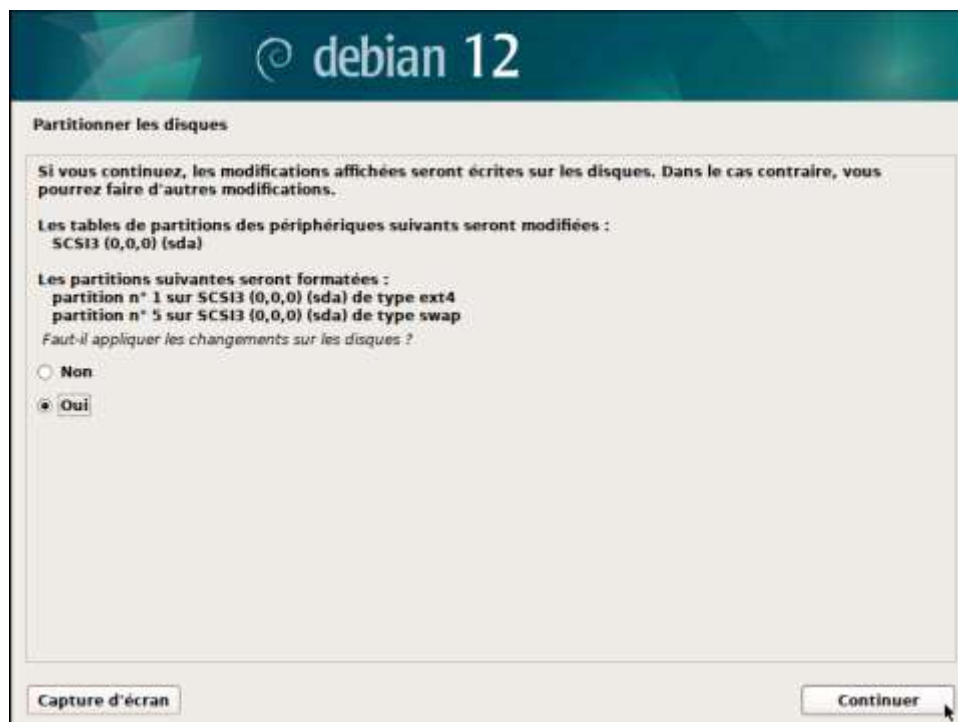 debian 12
Partitionner les disques
Si vous continuez, les modifications affichées seront écrites sur les disques. Dans le cas contraire, vous
pourrez faire d'autres modifications.
Les tables de partitions des périphériques suivants seront modifiées :
SCSI3 (0,0,0) (sda)
Les partitions suivantes seront formatées :
partition n° 1 sur SCSI3 (0,0,0) (sda) de type ext4
partition n° 5 sur SCSI3 (0,0,0) (sda) de type swap
Faut-il appliquer les changements sur les disques ?
Non
Oui
Capture d'écran
Continuer